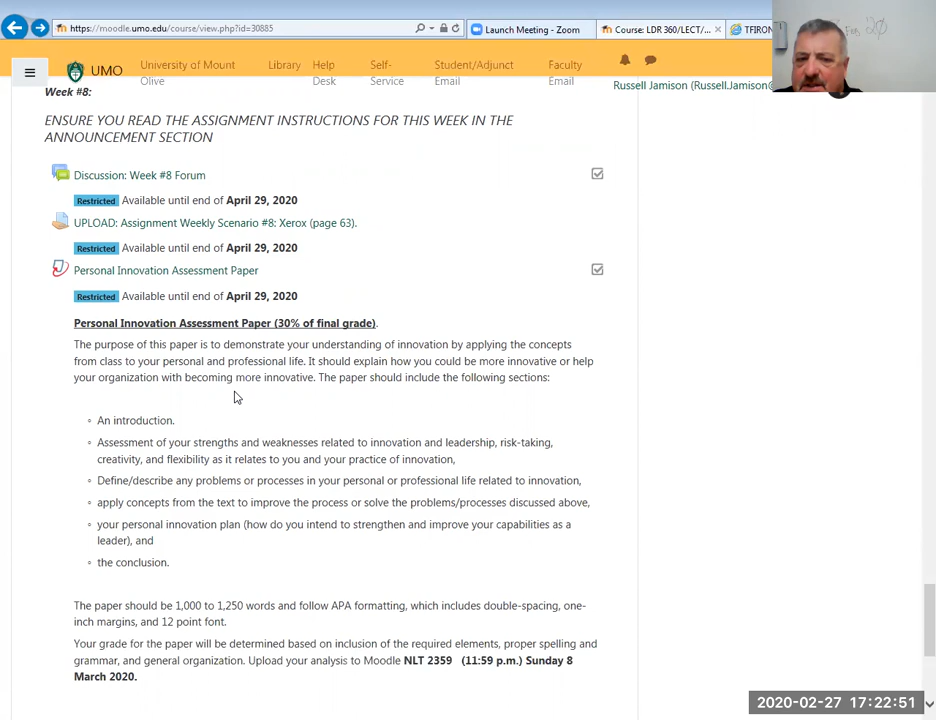 https://moodle.umo.edu/course/view.php?id=30885
Launch Meeting - Zoom
Course: LDR 360/LECT/...
TFIRON
UMO
University of Mount Olive
Library
Help Desk
Self-Service
Student/Adjunct Email
Faculty Email
Russell Jamison (Russell.Jamison@
Week #8:
ENSURE YOU READ THE ASSIGNMENT INSTRUCTIONS FOR THIS WEEK IN THE
ANNOUNCEMENT SECTION
Discussion: Week #8 Forum
Restricted Available until end of April 29, 2020
UPLOAD: Assignment Weekly Scenario #8: Xerox (page 63).
Restricted Available until end of April 29, 2020
Personal Innovation Assessment Paper
Restricted Available until end of April 29, 2020
Personal Innovation Assessment Paper (30% of final grade).
The purpose of this paper is to demonstrate your understanding of innovation by applying the concepts
from class to your personal and professional life. It should explain how you could be more innovative or help
your organization with becoming more innovative. The paper should include the following sections:
An introduction.
Assessment of your strengths and weaknesses related to innovation and leadership, risk-taking,
creativity, and flexibility as it relates to you and your practice of innovation,
Define/describe any problems or processes in your personal or professional life related to innovation,
apply concepts from the text to improve the process or solve the problems/processes discussed above,
your personal innovation plan (how do you intend to strengthen and improve your capabilities as a
leader), and
the conclusion.
The paper should be 1,000 to 1,250 words and follow APA formatting, which includes double-spacing, one-
inch margins, and 12 point font.
Your grade for the paper will be determined based on inclusion of the required elements, proper spelling and
grammar, and general organization. Upload your analysis to Moodle NLT 2359 (11:59 p.m.) Sunday 8
March 2020.
2020-02-27 17:22:51